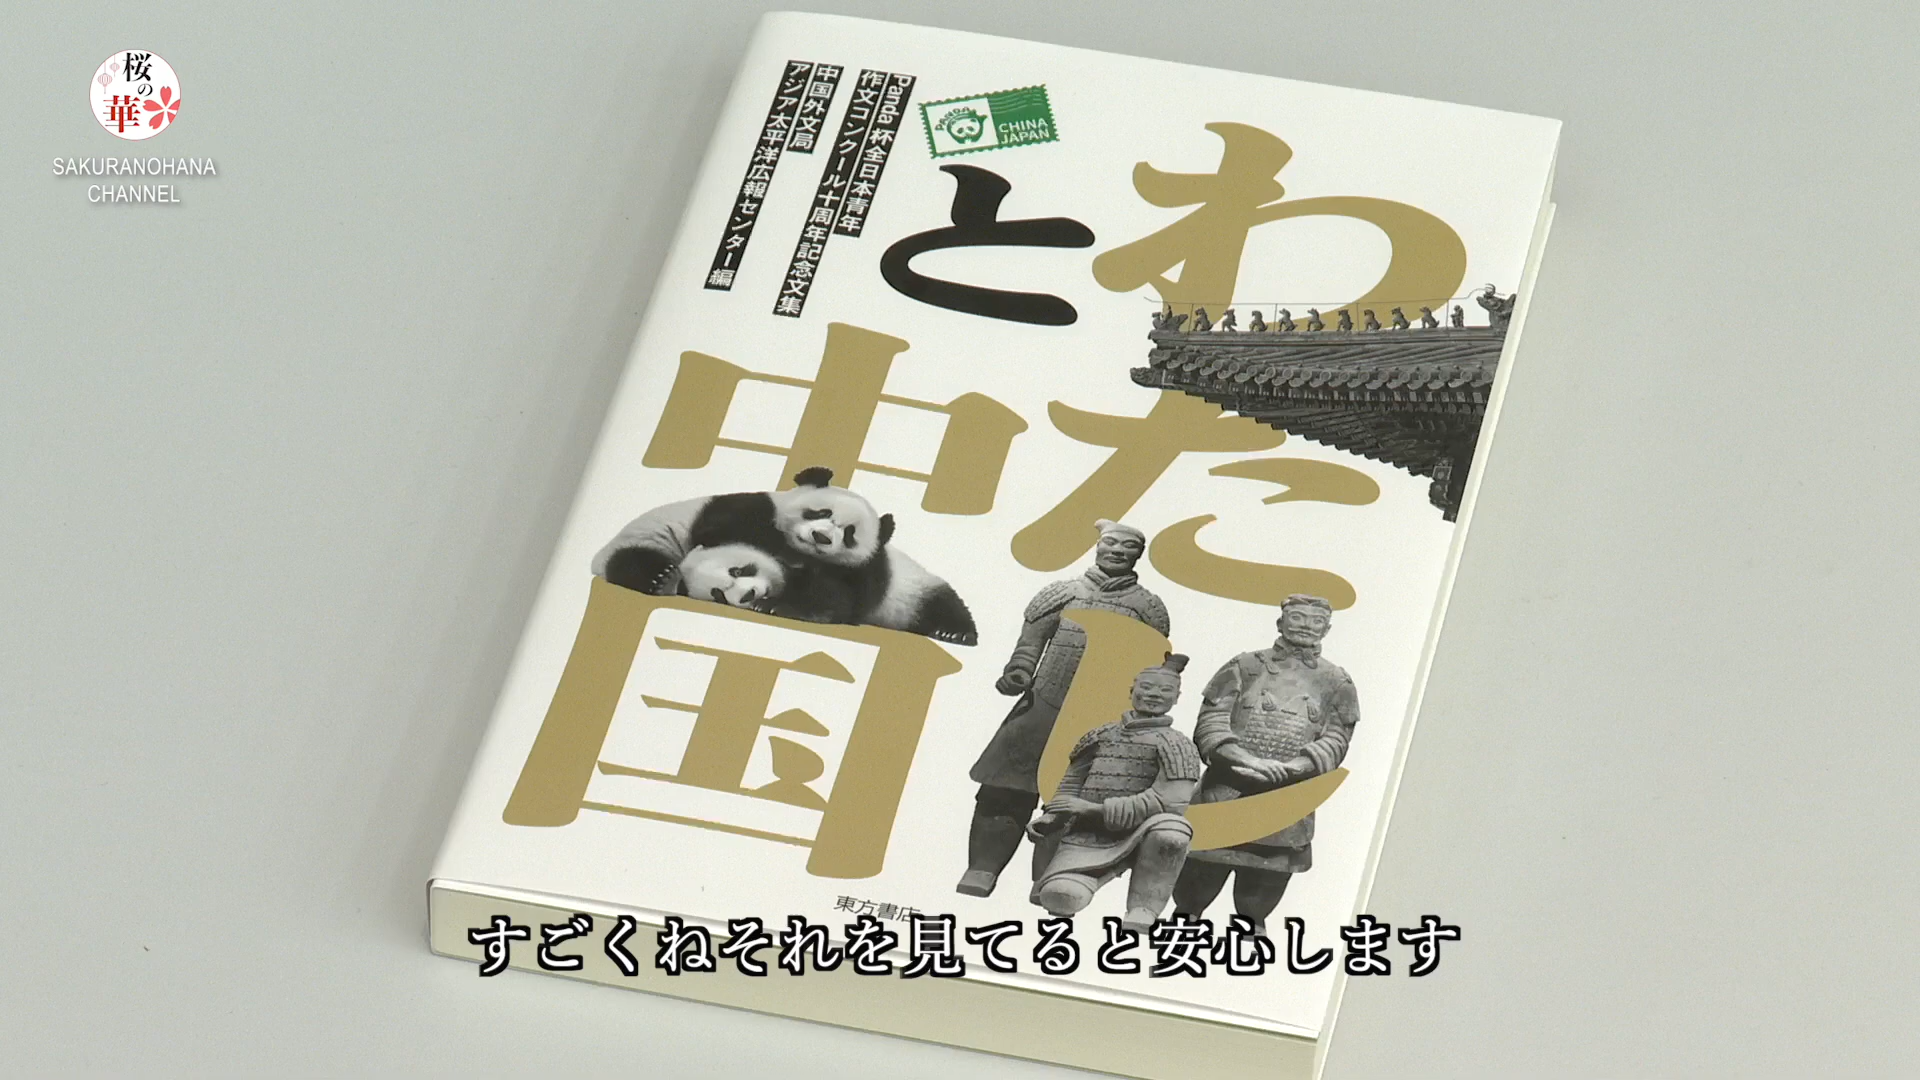 桜の華
SAKURANOHANA
CHANNEL
Panda杯全日本青年
作文コンクール十周年記念文集
中国外文局
アジア太平洋広報センター編
PANDA
CHINA
JAPAN
わたし
と
中国
東方書店
すごくねそれを見てると安心します